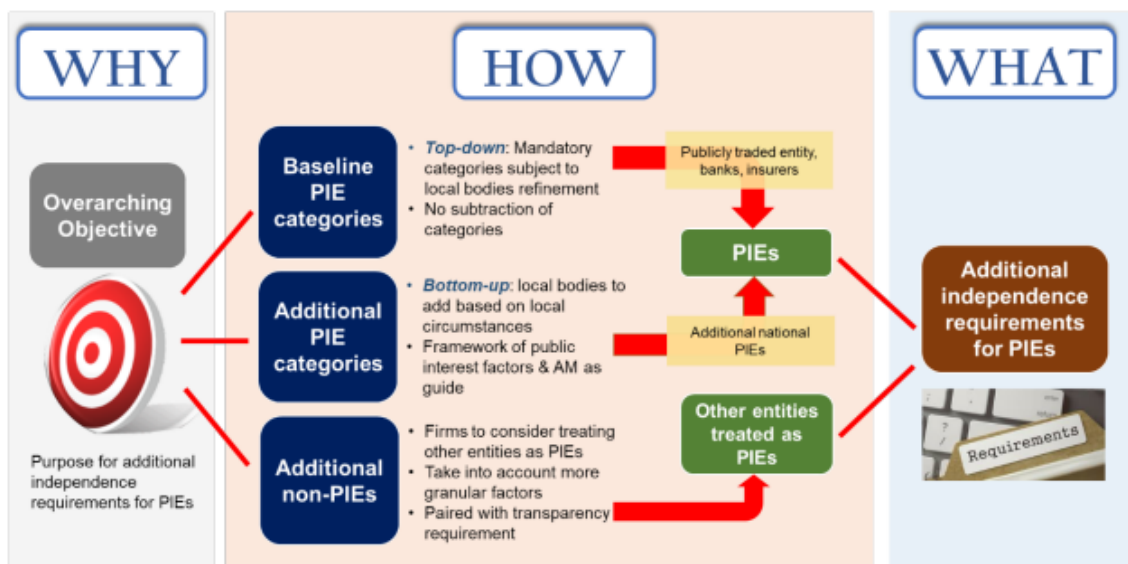 WHY
Overarching
Objective
Purpose for additional
independence
requirements for PIEs
HOW
Baseline
PIE
categories
• Top-down: Mandatory
categories subject to
local bodies refinement
• No subtraction of
categories
Publicly traded entity,
banks, insurers
PIEs
Additional
PIE
categories
• Bottom-up: local bodies to
add based on local
circumstances
• Framework of public
interest factors & AM as
guide
Additional national
PIEs
Additional
non-PIEs
• Firms to consider treating
other entities as PIEs
• Take into account more
granular factors
• Paired with transparency
requirement
Other entities
treated as
PIEs
WHAT
Additional
independence
requirements
for PIEs
enter
Requirements